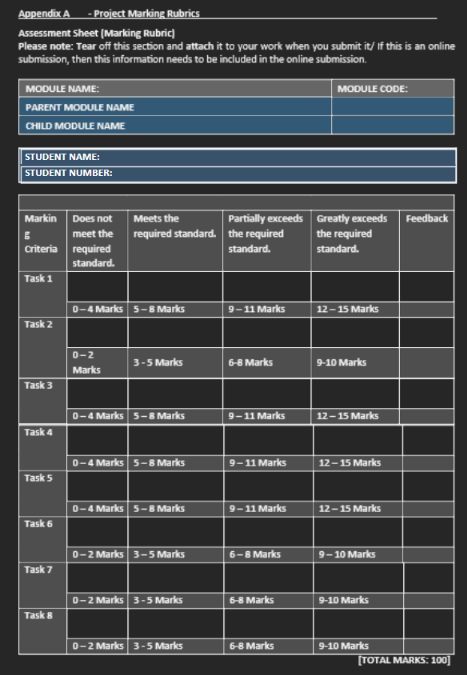 Appendix A - Project Marking Rubrics
Assessment Sheet (Marking Rubric)
Please note: Tear off this section and attach it to your work when you submit it/ If this is an online
submission, then this information needs to be included in the online submission.
MODULE NAME: MODULE CODE:
PARENT MODULE NAME
CHILD MODULE NAME
STUDENT NAME:
STUDENT NUMBER:
Markin Does not Meets the Partially exceeds Greatly exceeds Feedback
g meet the required standard. the required the required
Criteria required standard. standard.
standard.
Task 1
0 – 4 Marks 5 – 8 Marks 9 – 11 Marks 12 – 15 Marks
Task 2
0 – 2
Marks 3 - 5 Marks 6-8 Marks 9-10 Marks
Task 3
0 – 4 Marks 5 – 8 Marks 9 – 11 Marks 12 – 15 Marks
Task 4
0 – 4 Marks 5 – 8 Marks 9 – 11 Marks 12 – 15 Marks
Task 5
0 – 4 Marks 5 – 8 Marks 9 – 11 Marks 12 – 15 Marks
Task 6
0 – 2 Marks 3 – 5 Marks 6 – 8 Marks 9 – 10 Marks
Task 7
0 – 2 Marks 3 - 5 Marks 6-8 Marks 9-10 Marks
Task 8
0 – 2 Marks 3 - 5 Marks 6-8 Marks 9-10 Marks
[TOTAL MARKS: 100]